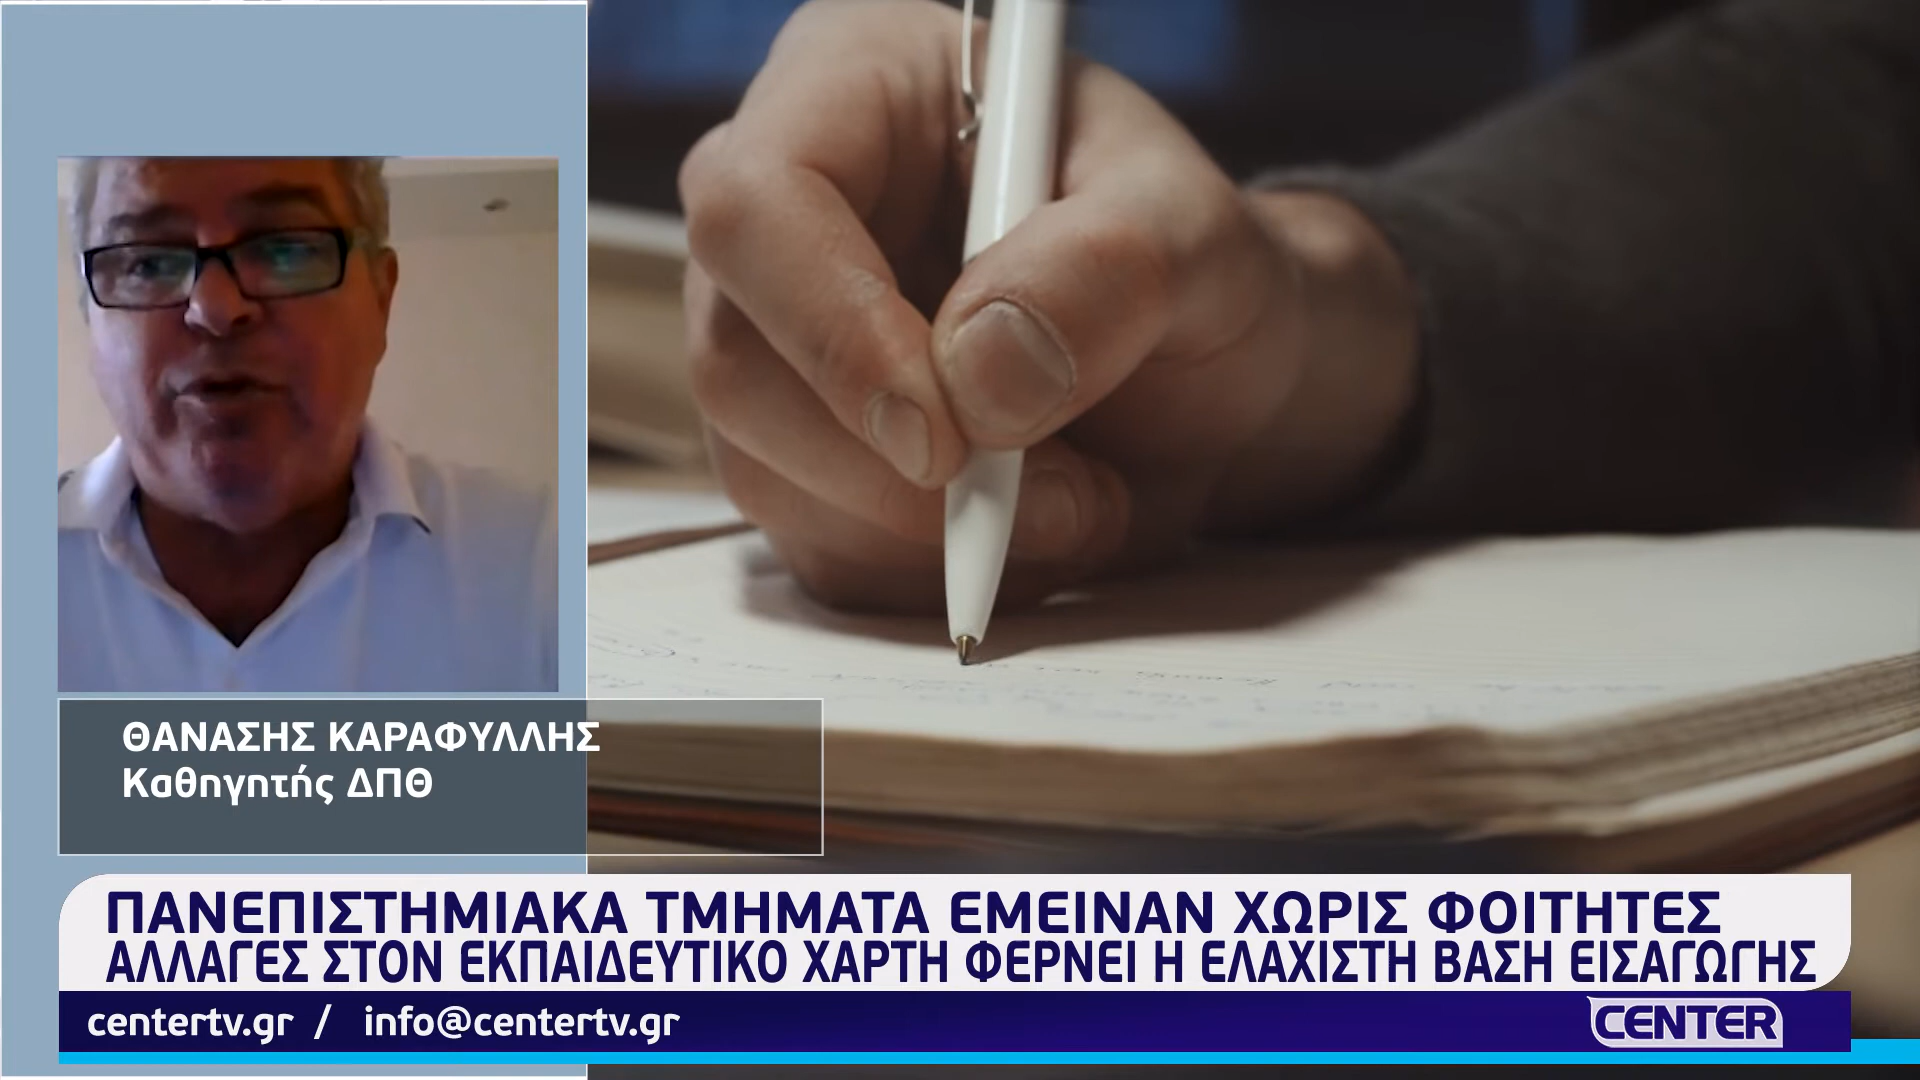 ΘΑΝΑΣΗΣ ΚΑΡΑΦΥΛΛΗΣ
Καθηγητής ΔΠΘ
ΠΑΝΕΠΙΣΤΗΜΙΑΚΑ ΤΜΗΜΑΤΑ ΕΜΕΙΝΑΝ ΧΩΡΙΣ ΦΟΙΤΗΤΕΣ
ΑΛΛΑΓΕΣ ΣΤΟΝ ΕΚΠΑΙΔΕΥΤΙΚΟ ΧΑΡΤΗ ΦΕΡΝΕΙ Η ΕΛΑΧΙΣΤΗ ΒΑΣΗ ΕΙΣΑΓΩΓΗΣ
centertv.gr / info@centertv.gr
CENTER